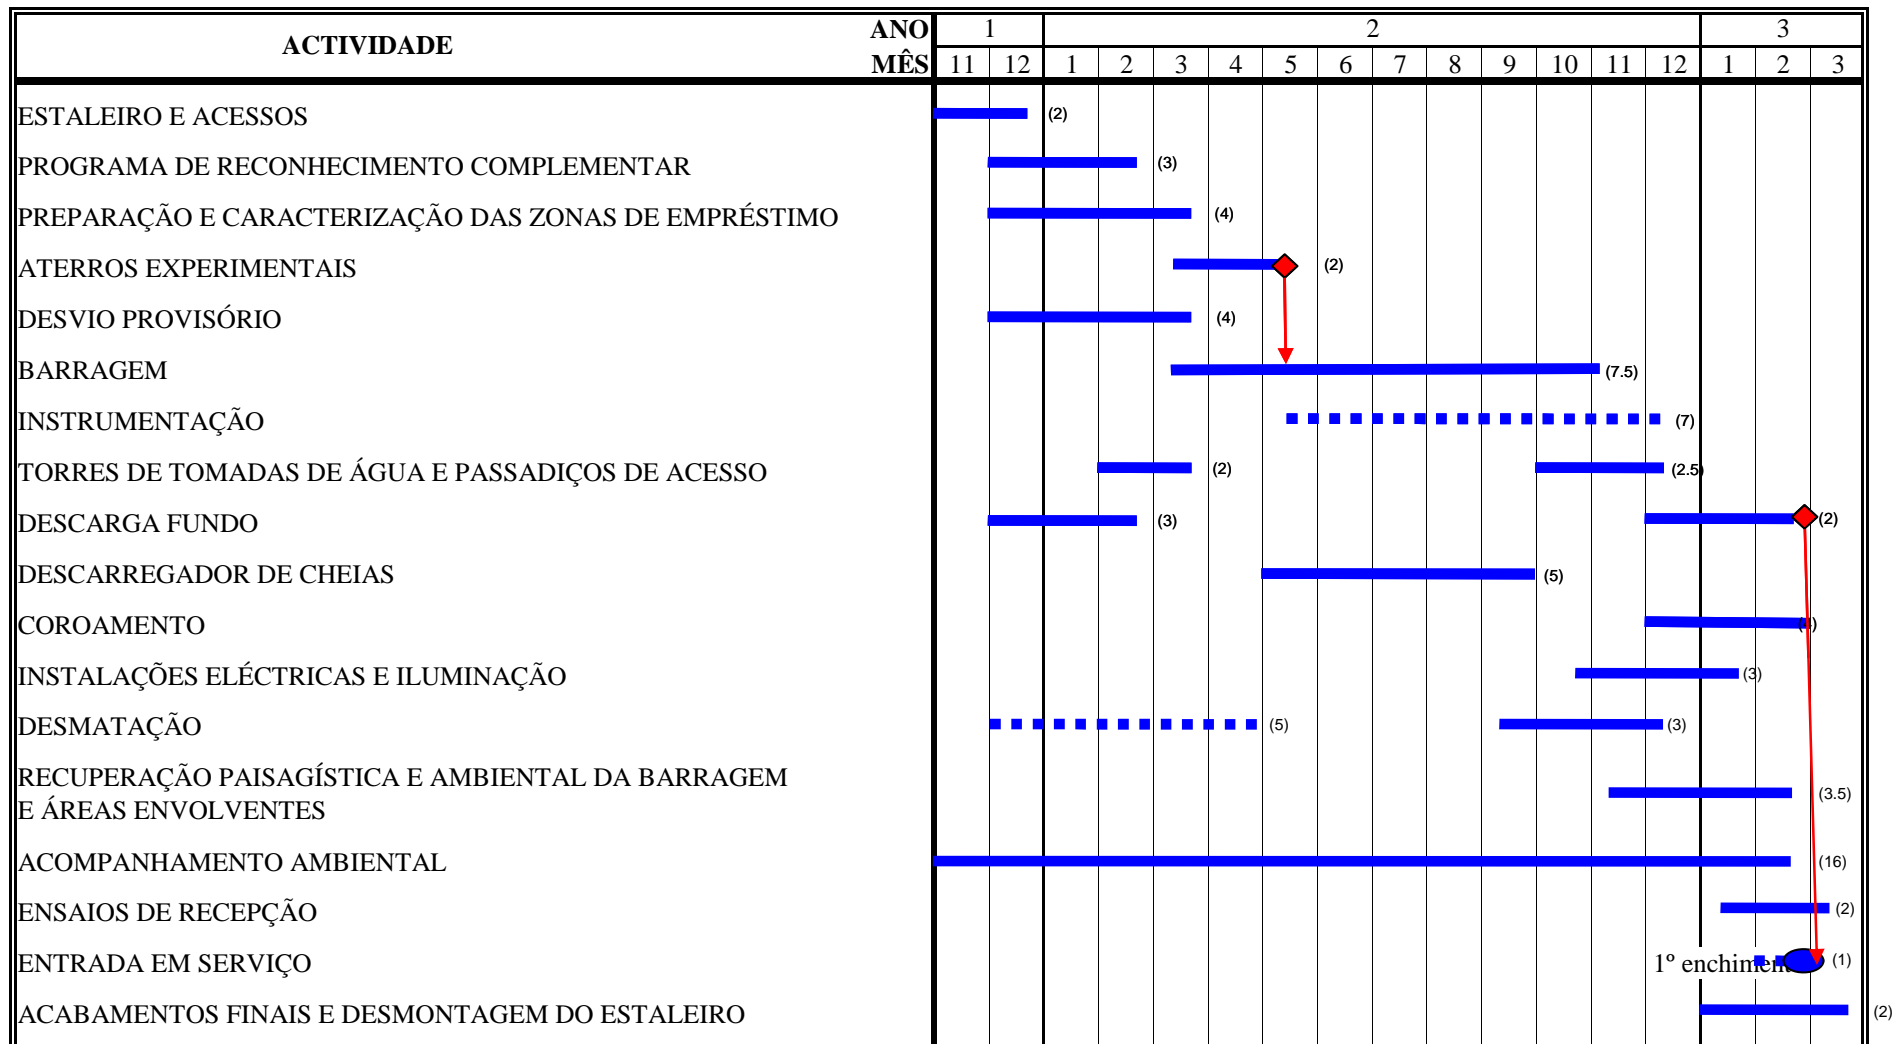 ACTIVIDADE ANO 1 2 3
MÊS 11 12 1 2 3 4 5 6 7 8 9 10 11 12 1 2 3
ESTALEIRO E ACESSOS (2)
PROGRAMA DE RECONHECIMENTO COMPLEMENTAR (3)
PREPARAÇÃO E CARACTERIZAÇÃO DAS ZONAS DE EMPRÉSTIMO (4)
ATERROS EXPERIMENTAIS (2)
DESVIO PROVISÓRIO (4)
BARRAGEM (7.5)
INSTRUMENTAÇÃO (7)
TORRES DE TOMADAS DE ÁGUA E PASSADIÇOS DE ACESSO (2) (2.5)
DESCARGA FUNDO (3) (2)
DESCARREGADOR DE CHEIAS (5)
COROAMENTO
INSTALAÇÕES ELÉCTRICAS E ILUMINAÇÃO (3)
DESMATAÇÃO (5) (3)
RECUPERAÇÃO PAISAGÍSTICA E AMBIENTAL DA BARRAGEM
E ÁREAS ENVOLVENTES (3.5)
ACOMPANHAMENTO AMBIENTAL (16)
ENSAIOS DE RECEPÇÃO (2)
ENTRADA EM SERVIÇO 1º (1)
ACABAMENTOS FINAIS E DESMONTAGEM DO ESTALEIRO (2)